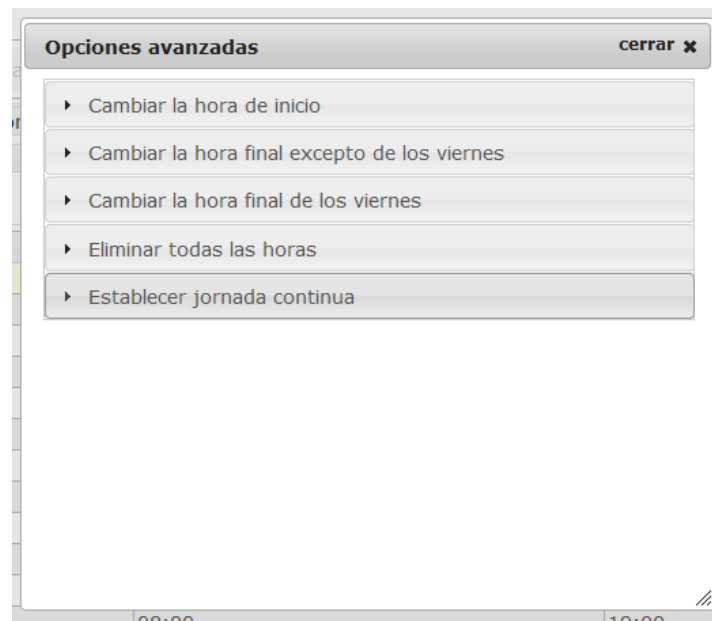 Opciones avanzadas
cerrar
Cambiar la hora de inicio
Cambiar la hora final excepto de los viernes
Cambiar la hora final de los viernes
Eliminar todas las horas
Establecer jornada continua